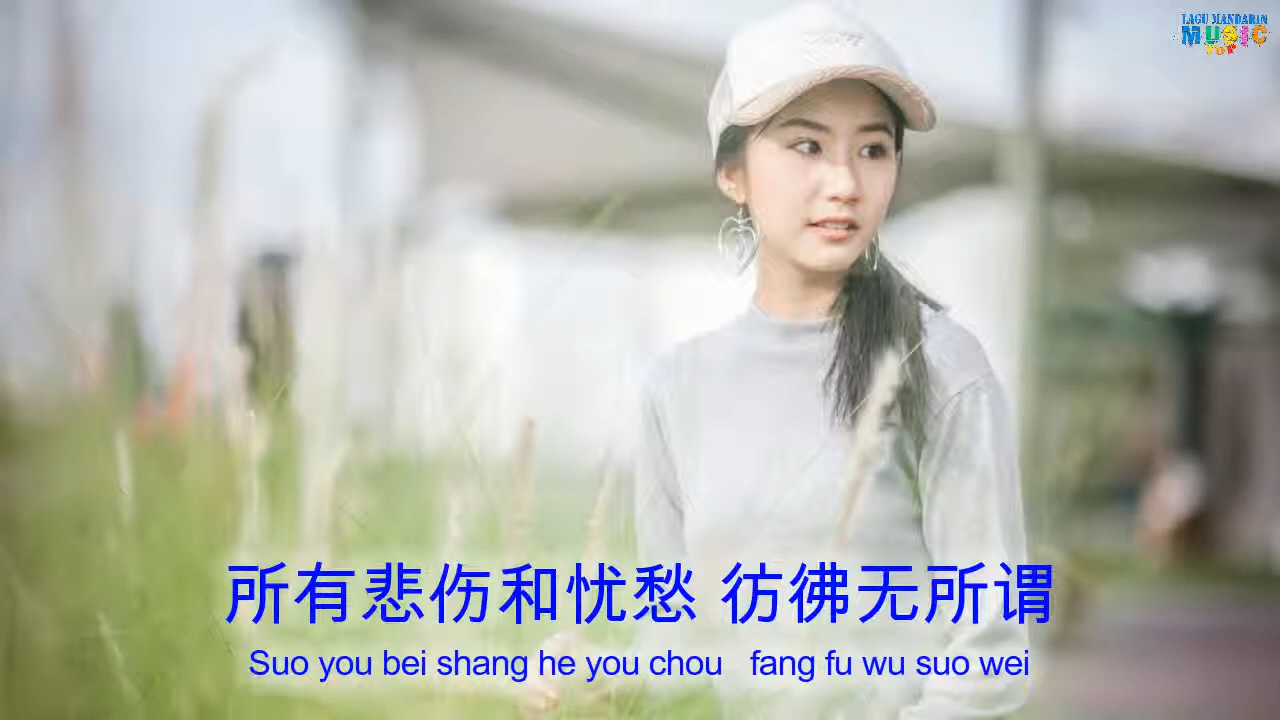 LAGU MANDARIN
MUSIC
TOP
所有悲伤和忧愁 彷彿无所谓
Suo you bei shang he you chou fang fu wu suo wei